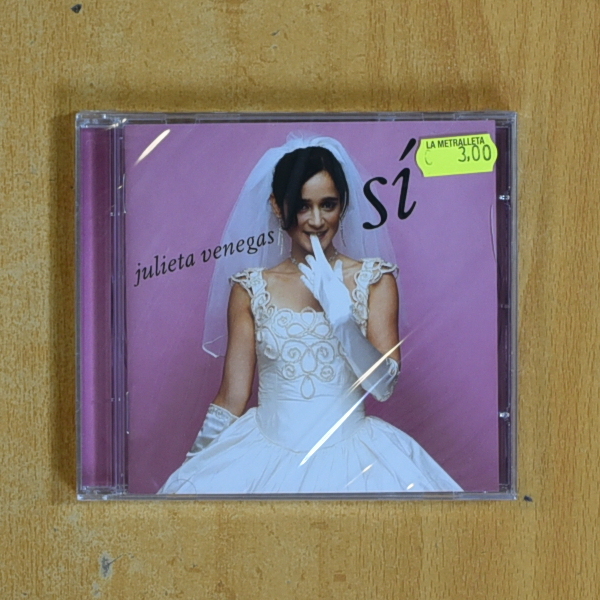 LA METRALLETA
€ 3,00
sí
julieta venegas